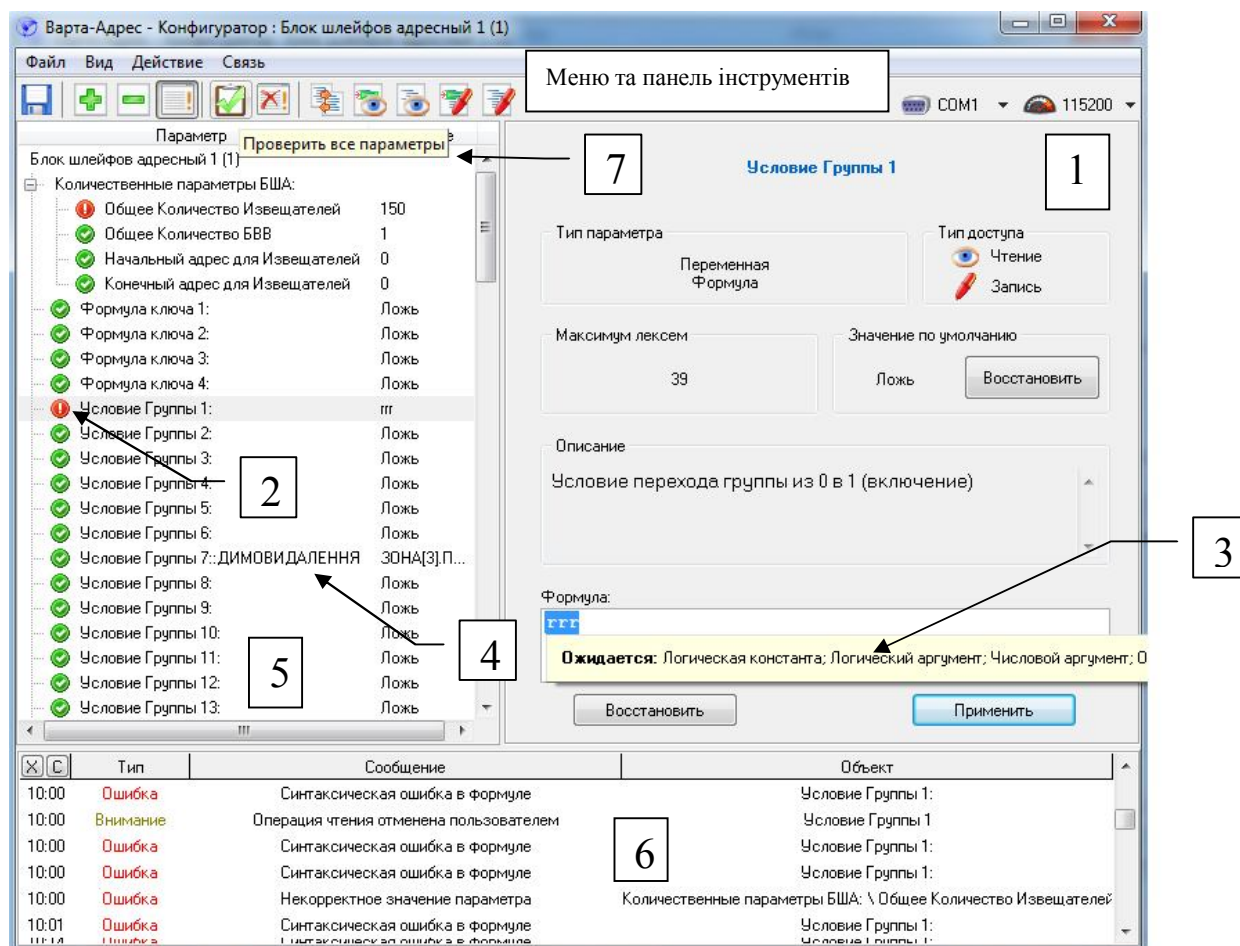 Варта-Адрес - Конфигуратор : Блок шлейфов адресный 1 (1)
Файл Вид Действие Связь
Меню та панель інструментів
COM1 115200
Параметр
Проверить все параметры
Блок шлейфов адресный 1 (1)
Количественные параметры БША:
Общее Количество Извещателей 150
Общее Количество БВВ 1
Начальный адрес для Извещателей 0
Конечный адрес для Извещателей 0
Формула ключа 1: Ложь
Формула ключа 2: Ложь
Формула ключа 3: Ложь
Формула ключа 4: Ложь
Условие Группы 1: rrr
Условие Группы 2: Ложь
Условие Группы 3: Ложь
Условие Группы 4: Ложь
Условие Группы 5: Ложь
Условие Группы 6: Ложь
Условие Группы 7::ДИМОВИДАЛЕННЯ ЗОНА[3].П...
Условие Группы 8: Ложь
Условие Группы 9: Ложь
Условие Группы 10: Ложь
Условие Группы 11: Ложь
Условие Группы 12: Ложь
Условие Группы 13: Ложь
7
1
2
3
4
5
Условие Группы 1
Тип параметра
Переменная
Формула
Тип доступа
Чтение
Запись
Максимум лексем
39
Значение по умолчанию
Ложь Восстановить
Описание
Условие перехода группы из 0 в 1 (включение)
Формула:
rrr
Ожидается: Логическая константа; Логический аргумент; Числовой аргумент; О
Восстановить Применить
X C Тип Сообщение Объект
10:00 Ошибка Синтаксическая ошибка в формуле Условие Группы 1:
10:00 Внимание Операция чтения отменена пользователем Условие Группы 1
10:00 Ошибка Синтаксическая ошибка в формуле Условие Группы 1:
10:00 Ошибка Синтаксическая ошибка в формуле Условие Группы 1:
10:00 Ошибка Некорректное значение параметра Количественные параметры БША: \ Общее Количество Извещателей
10:01 Ошибка Синтаксическая ошибка в формуле Условие Группы 1:
10:14 Ошибка Синтаксическая ошибка в формуле Условие Группы 1:
6